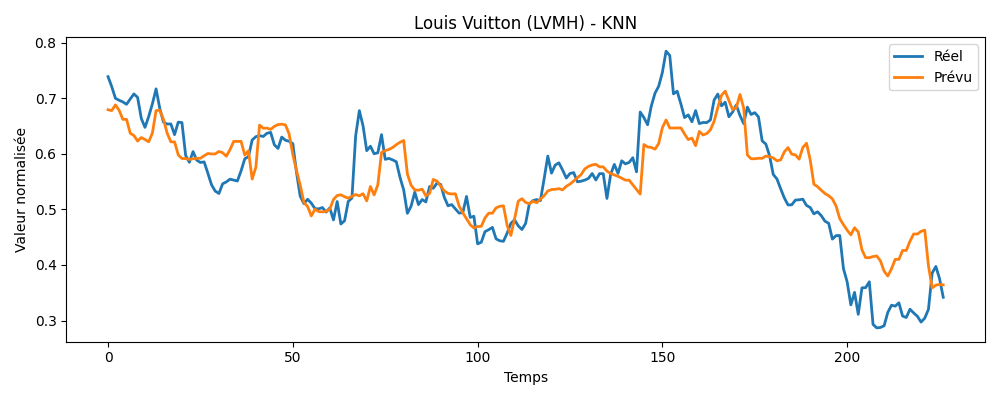 Louis Vuitton (LVMH) - KNN
Réel
Prévu
Valeur normalisée
0.8
0.7
0.6
0.5
0.4
0.3
0
50
100
150
200
Temps